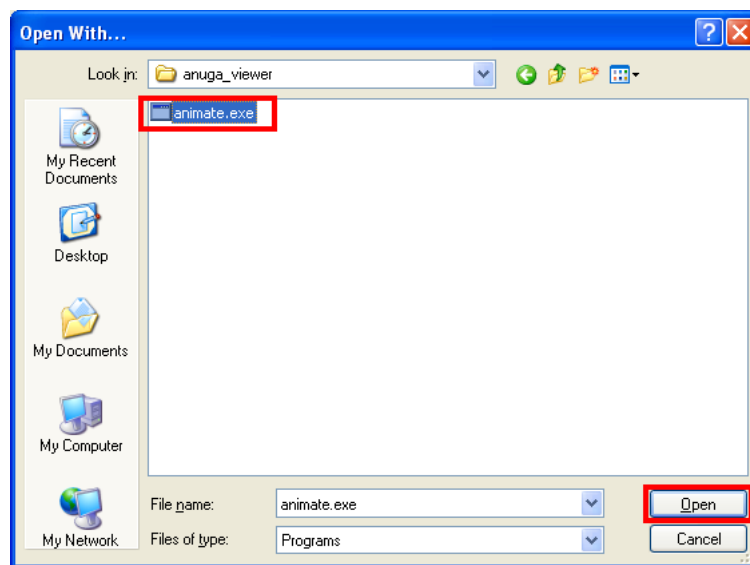 Open With...
Look in:
anuga_viewer
animate.exe
My Recent
Documents
Desktop
My Documents
My Computer
My Network
File name:
animate.exe
Open
Files of type:
Programs
Cancel